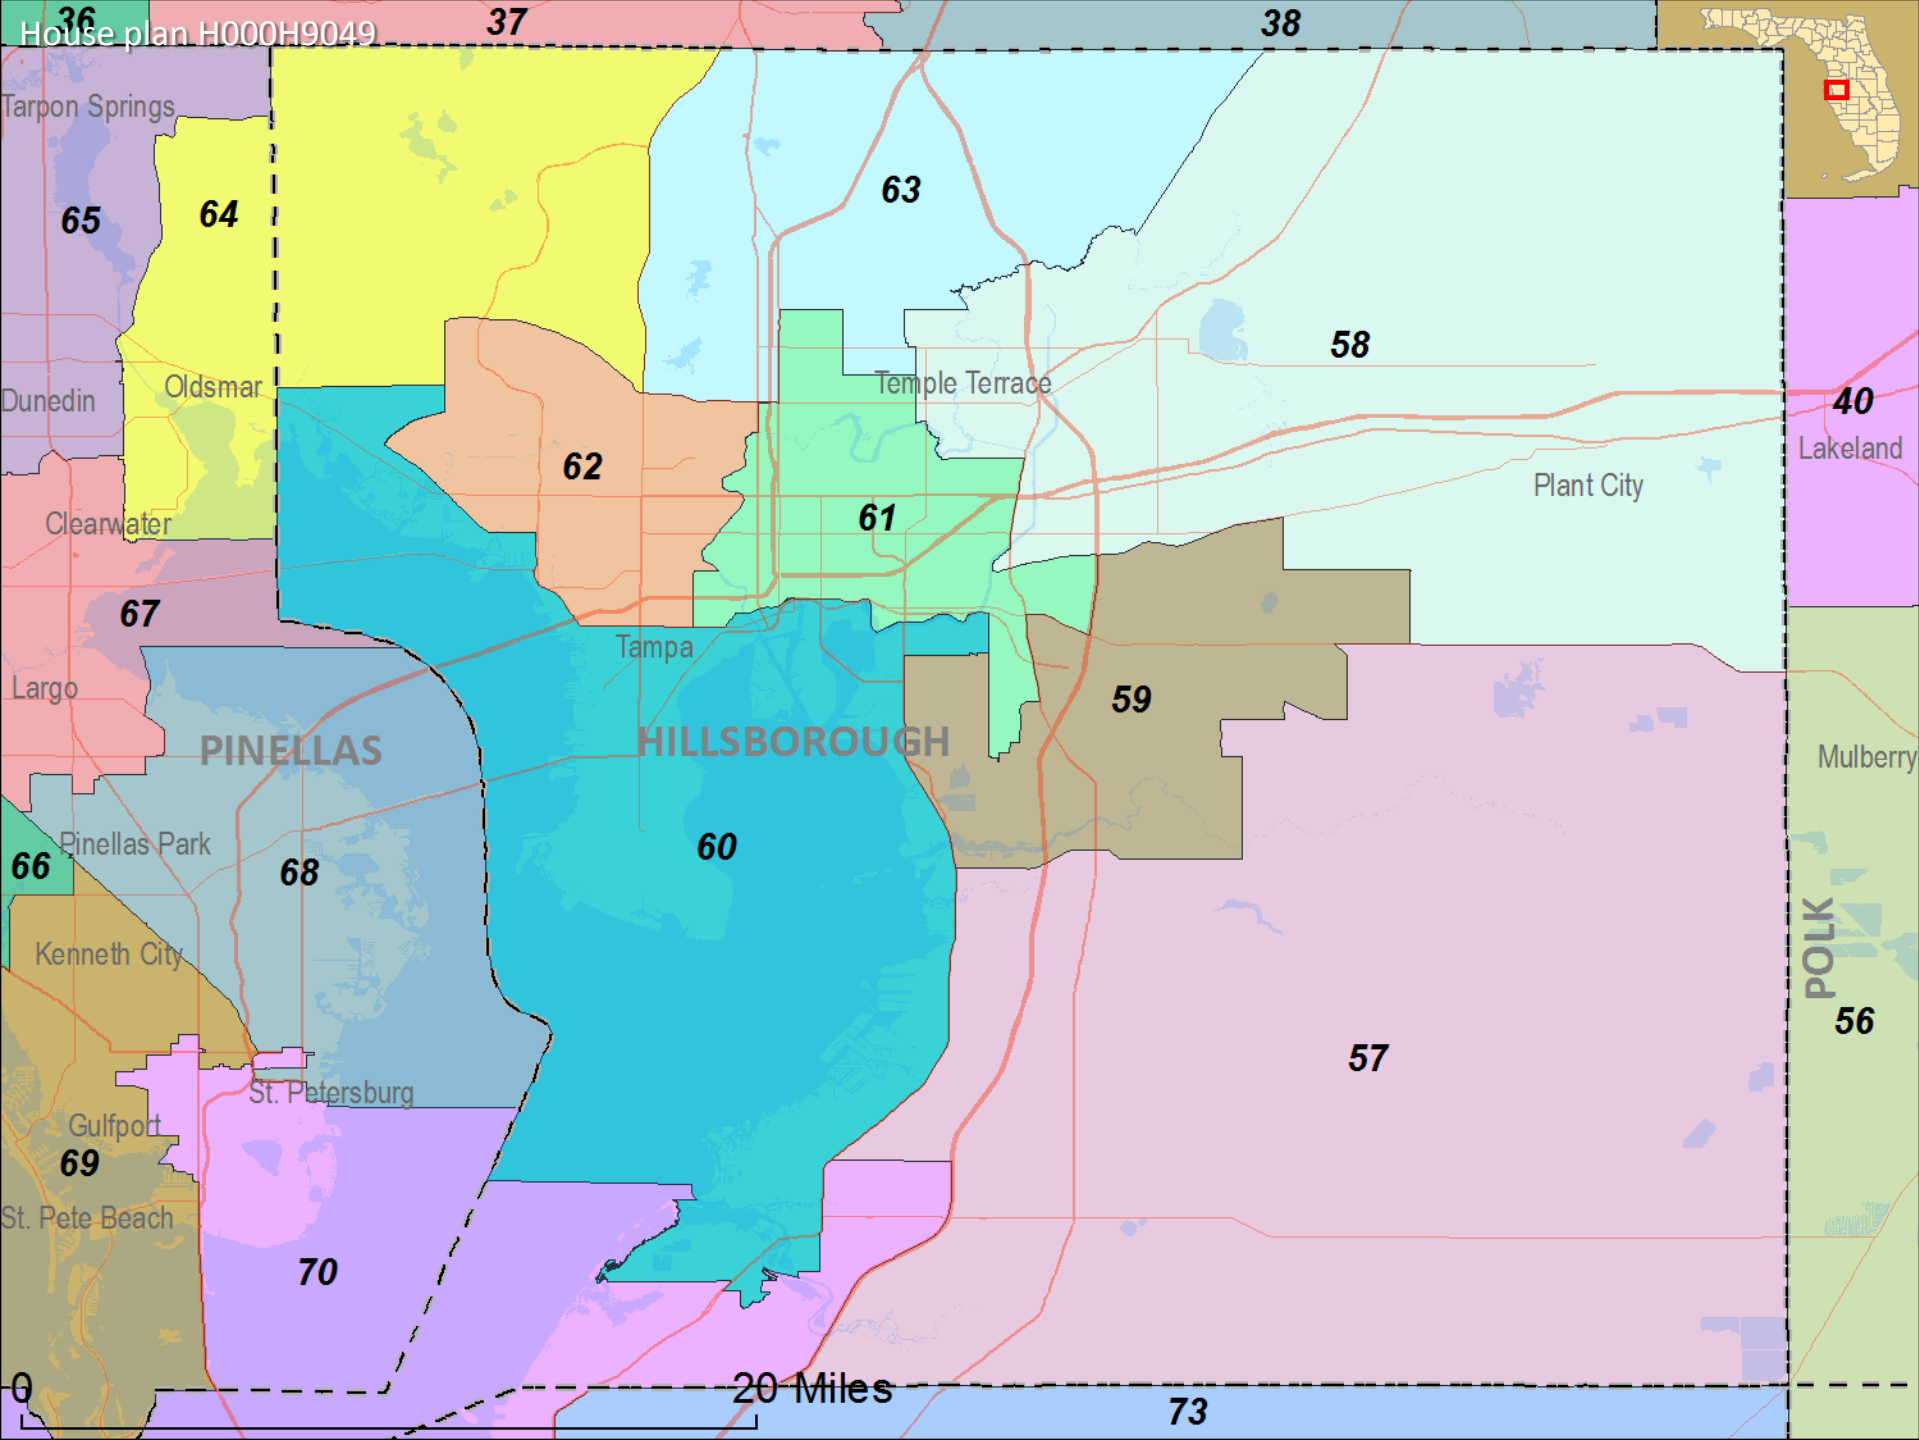 36
House plan H000H9049
37
38
Tarpon Springs
63
64
65
58
Temple Terrace
Oldsmar
Dunedin
40
Lakeland
62
Plant City
61
Clearwater
67
Tampa
Largo
59
HILLSBOROUGH
PINELLAS
Mulberry
Pinellas Park
60
66
68
POLK
Kenneth City
56
57
St. Petersburg
Gulfport
69
St. Pete Beach
70
0
20 Miles
73